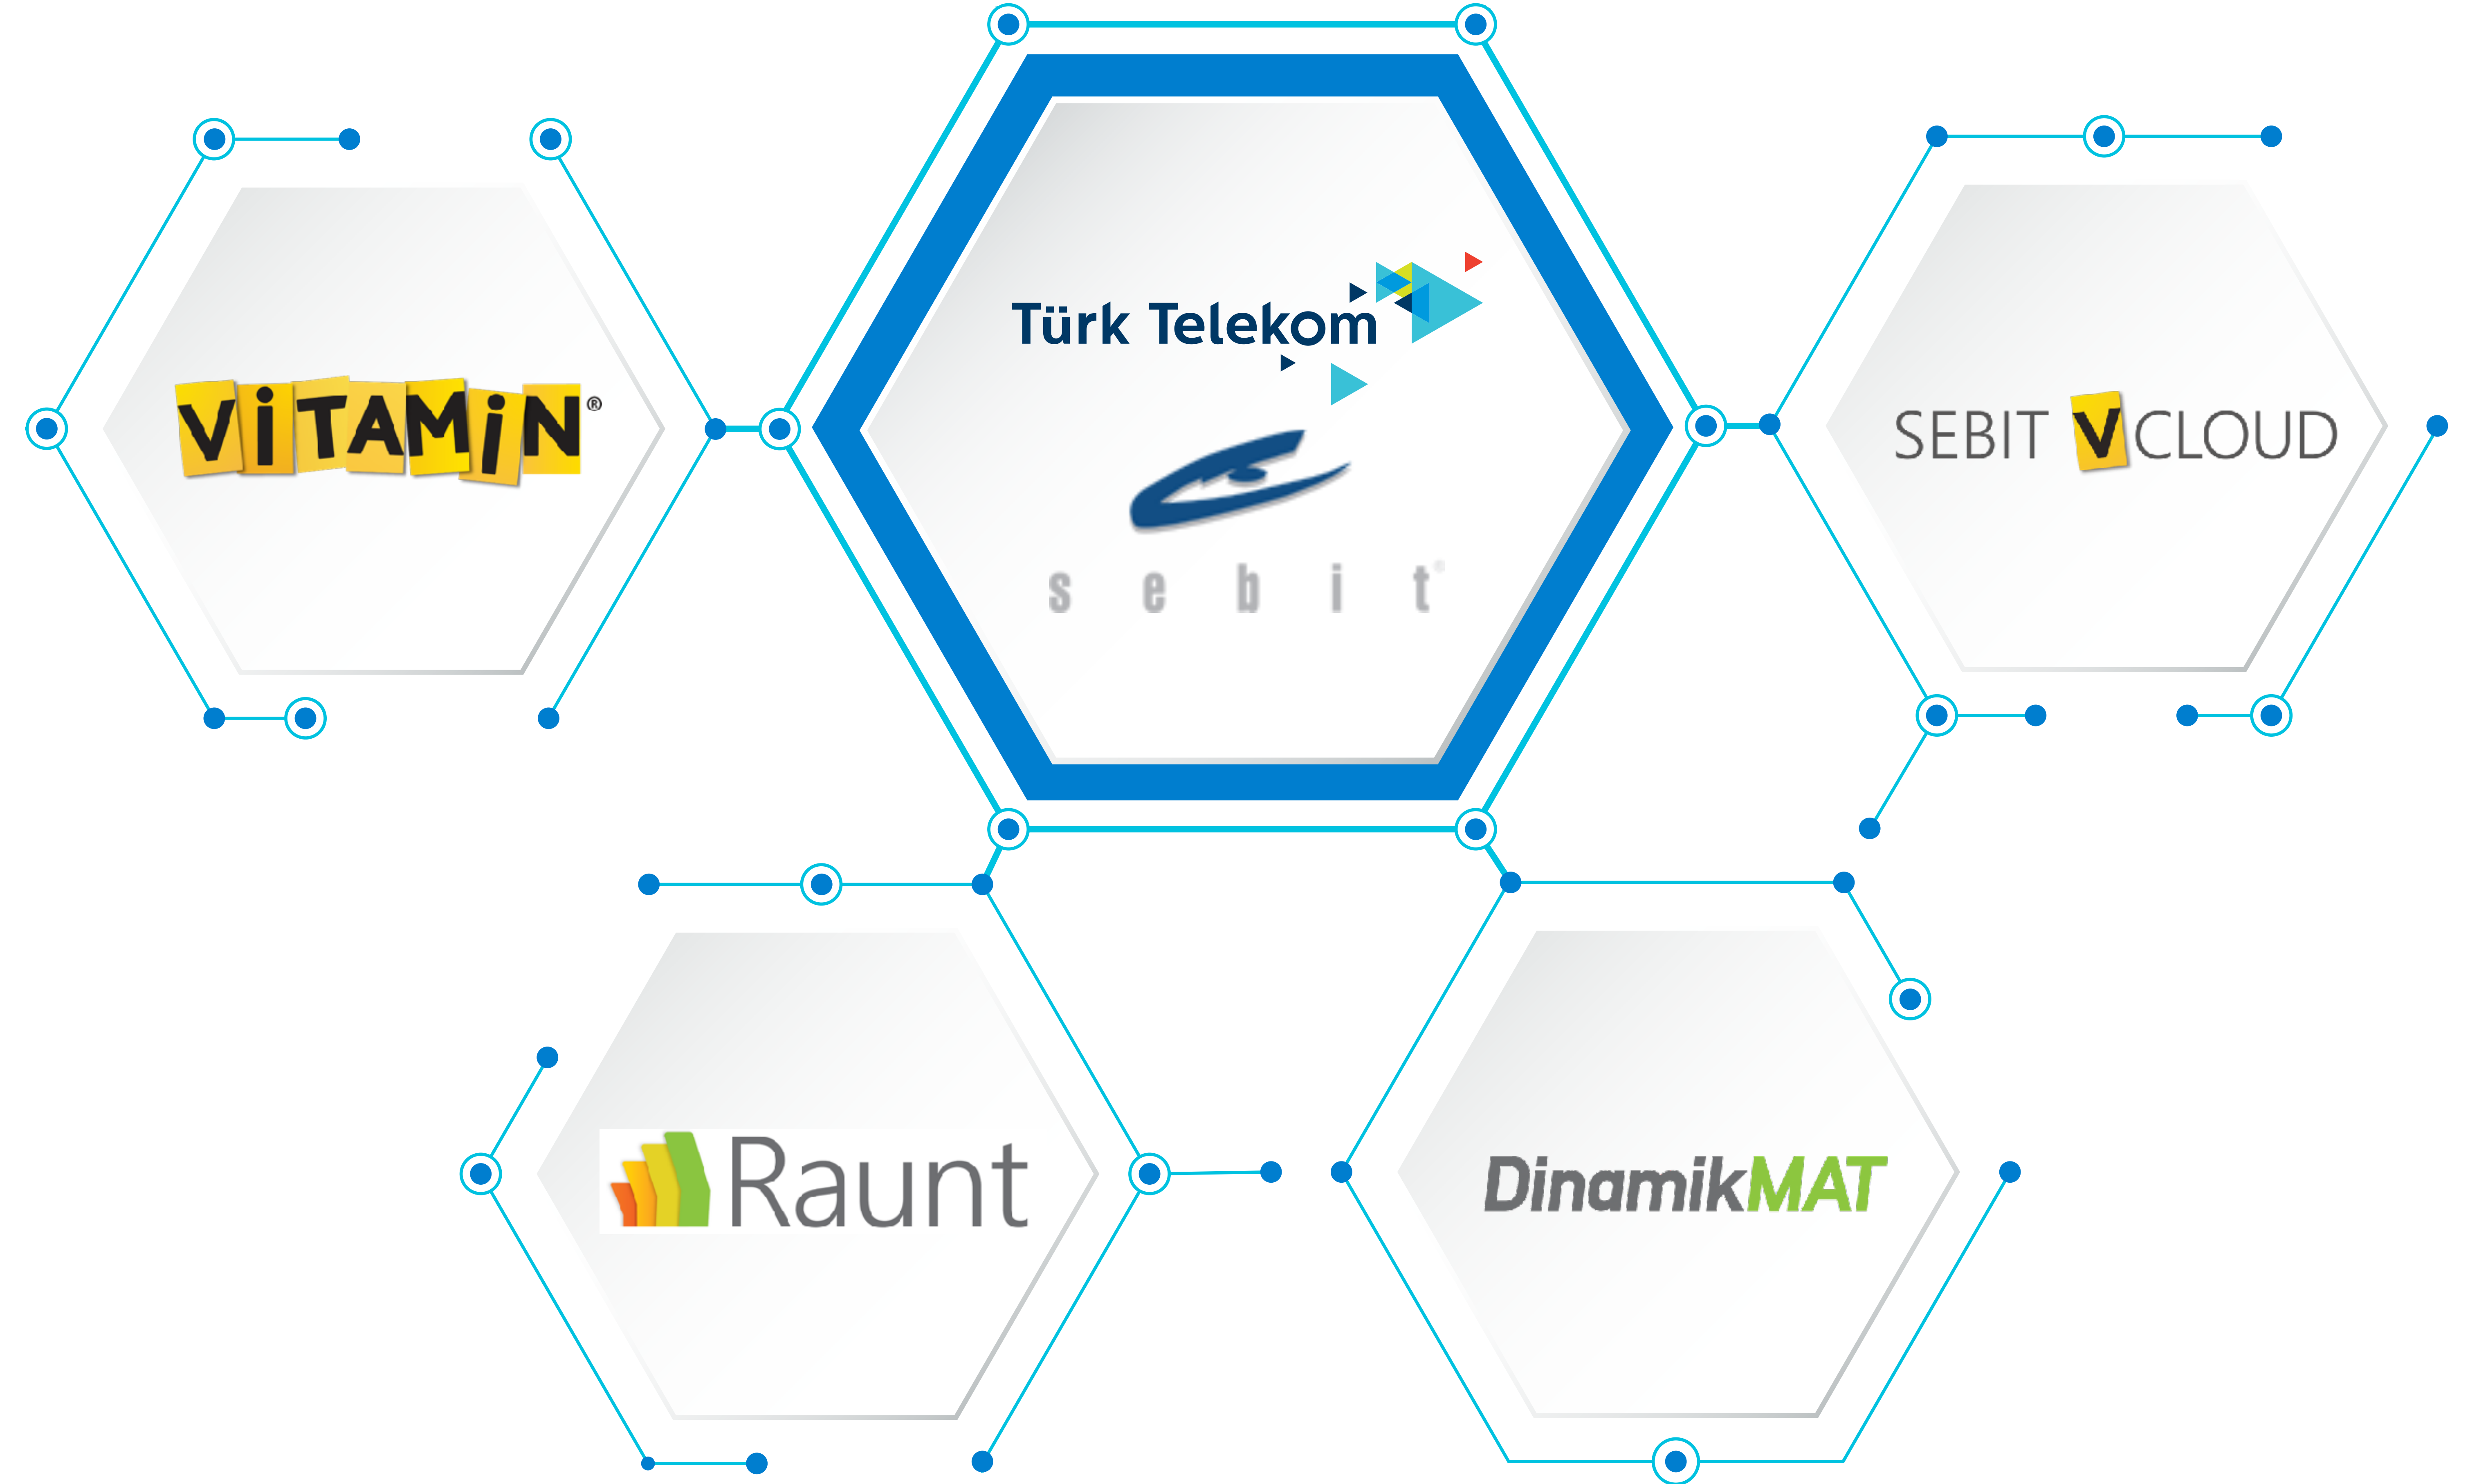 Türk Telekom
sebit®
ViTAMiN®
SEBIT VCLOUD
Raunt
DinamikMAT